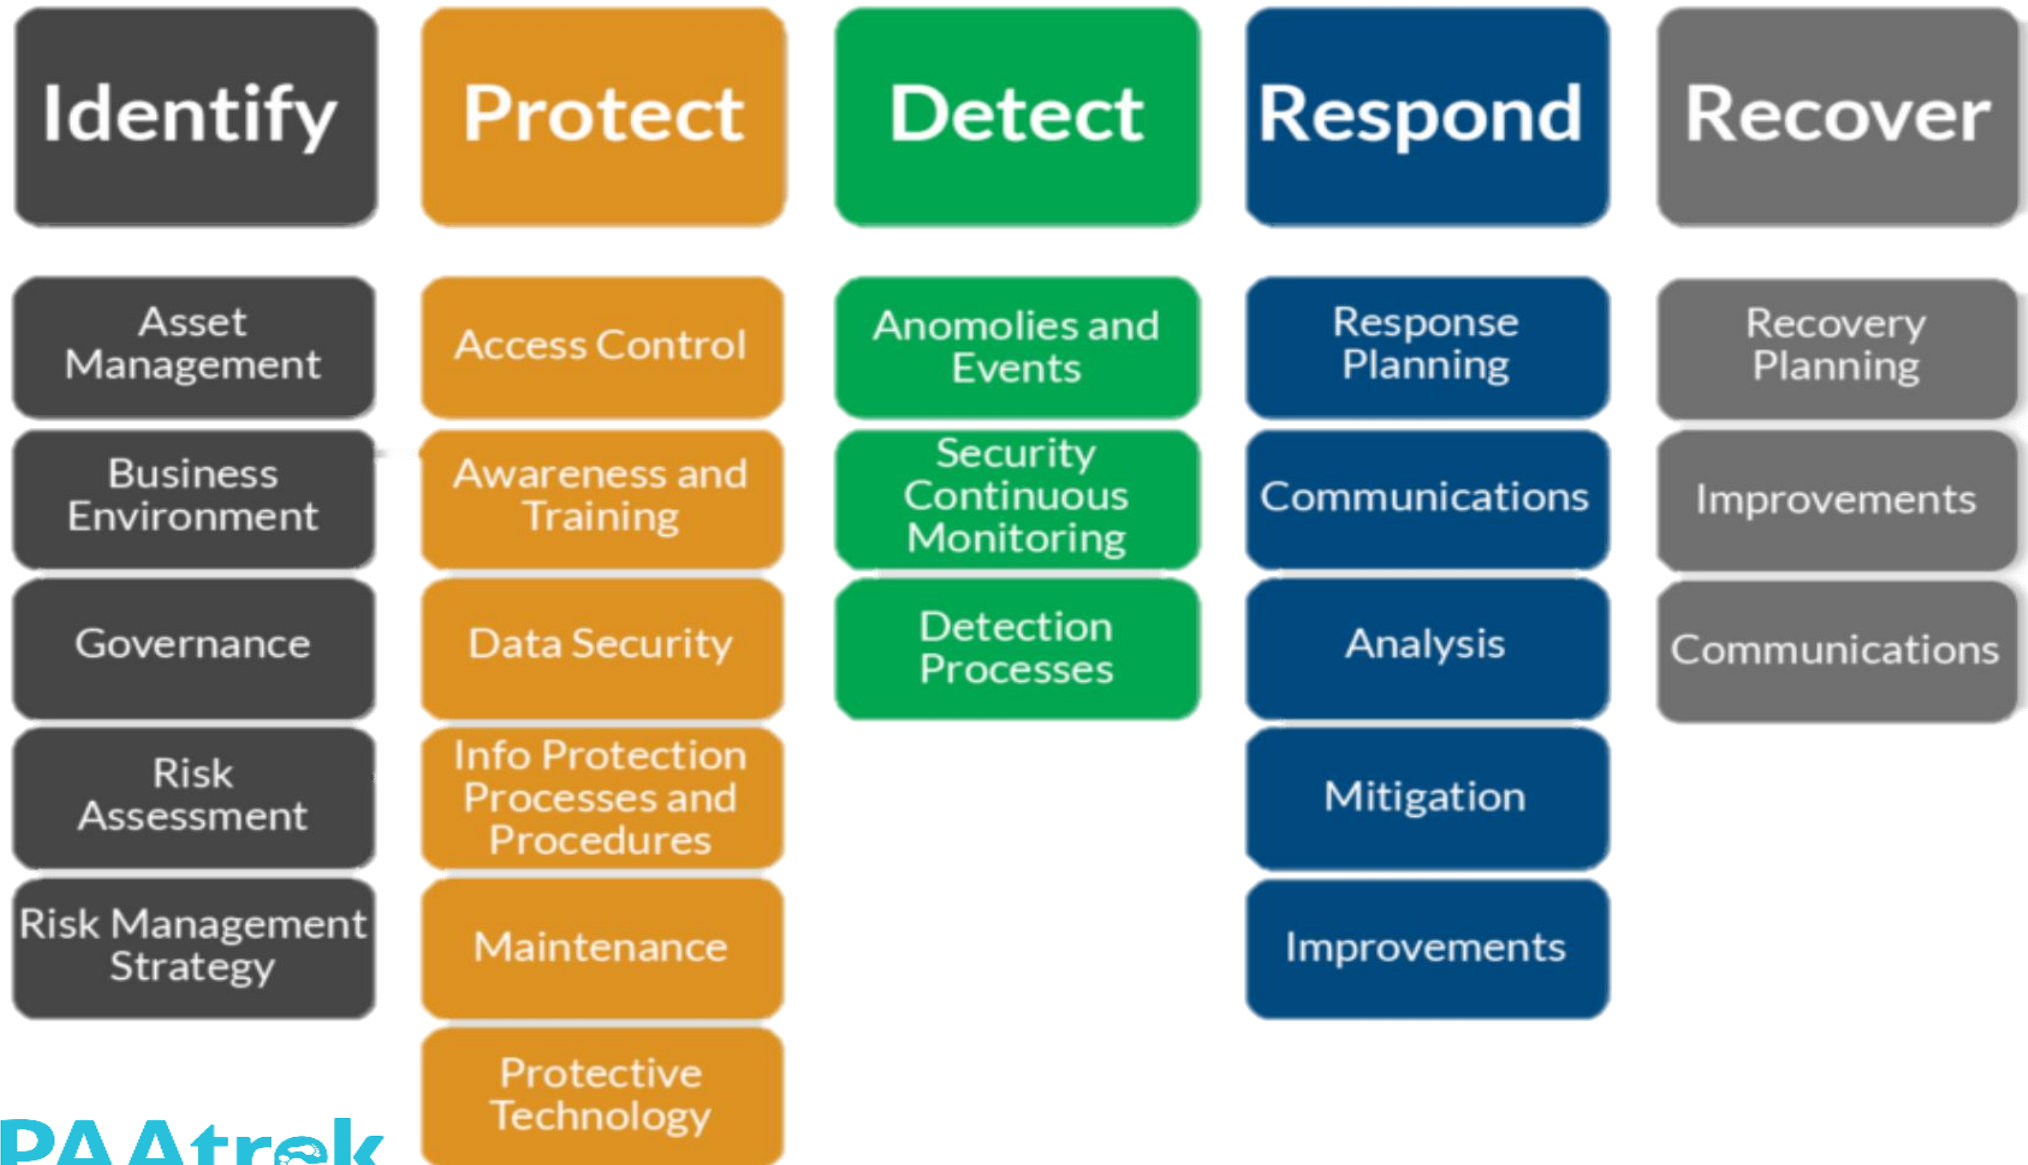 Identify
Protect
Detect
Respond
Recover
Asset
Management
Business
Environment
Governance
Risk
Assessment
Risk Management
Strategy
Access Control
Awareness and
Training
Data Security
Info Protection
Processes and
Procedures
Maintenance
Protective
Technology
Anomolies and
Events
Security
Continuous
Monitoring
Detection
Processes
Response
Planning
Communications
Analysis
Mitigation
Improvements
Recovery
Planning
Improvements
Communications
PAAtrek